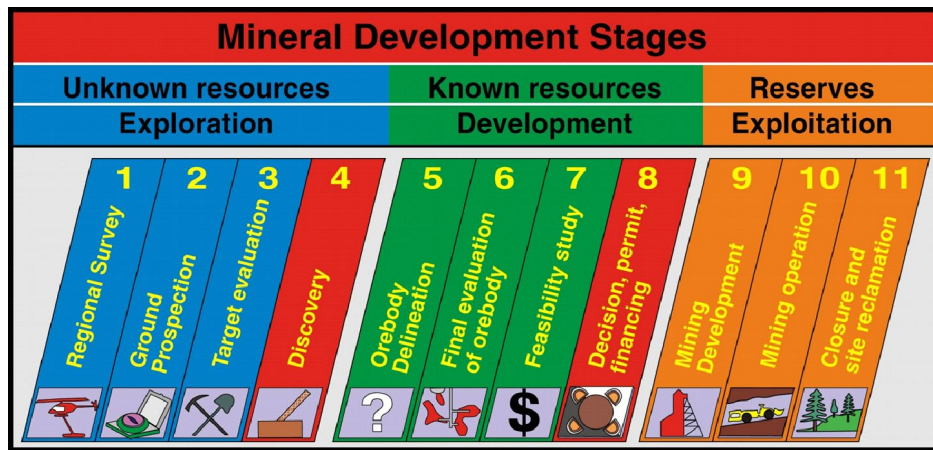 Mineral Development Stages
Unknown resources
Known resources
Reserves
Exploration
Development
Exploitation
1
Regional Survey
2
Ground
Prospection
3
Target evaluation
4
Discovery
5
Orebody
Delineation
6
Final evaluation
of orebody
7
Feasibility study
8
Decision, permit,
financing
9
Mining
Development
10
Mining operation
11
Closure and
site reclamation
?
$